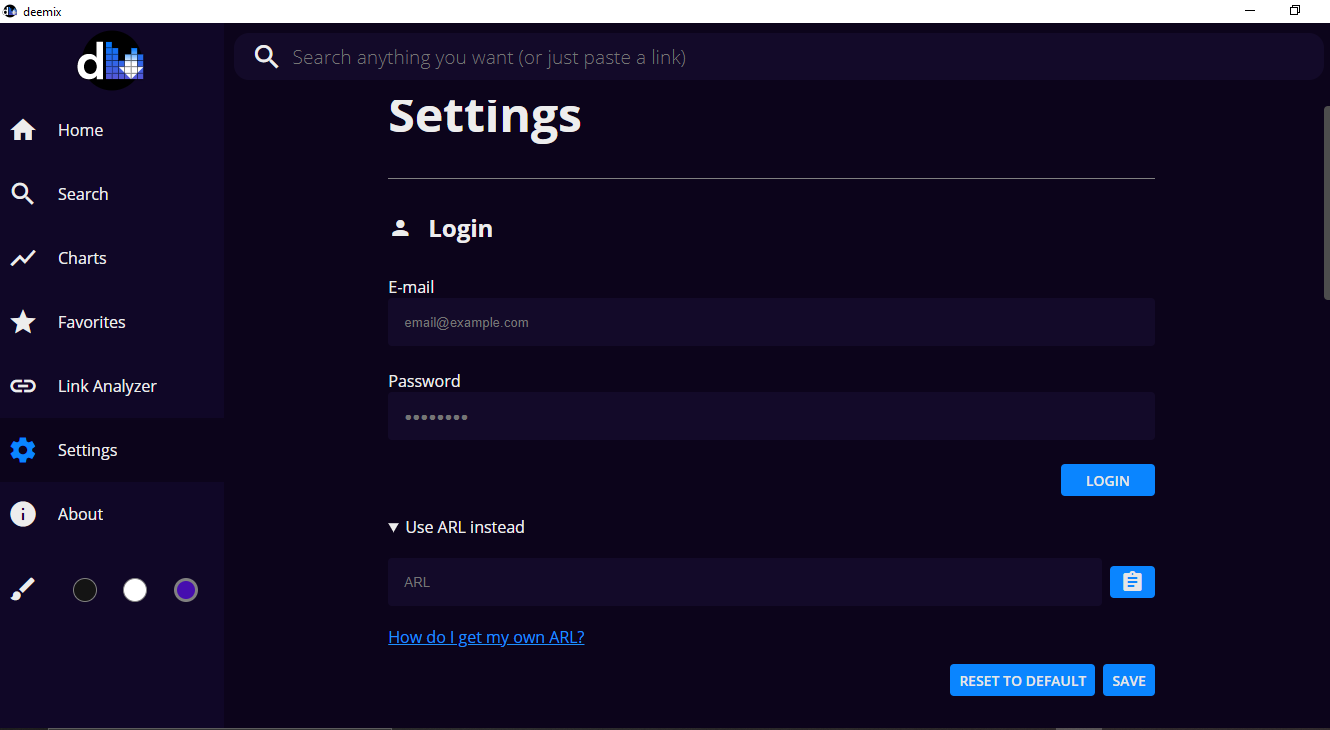 deemix
d
Search anything you want (or just paste a link)
Home
Search
Charts
Favorites
Link Analyzer
Settings
About
Settings
Login
E-mail
email@example.com
Password
••••••••
LOGIN
▼ Use ARL instead
ARL
How do I get my own ARL?
RESET TO DEFAULT SAVE